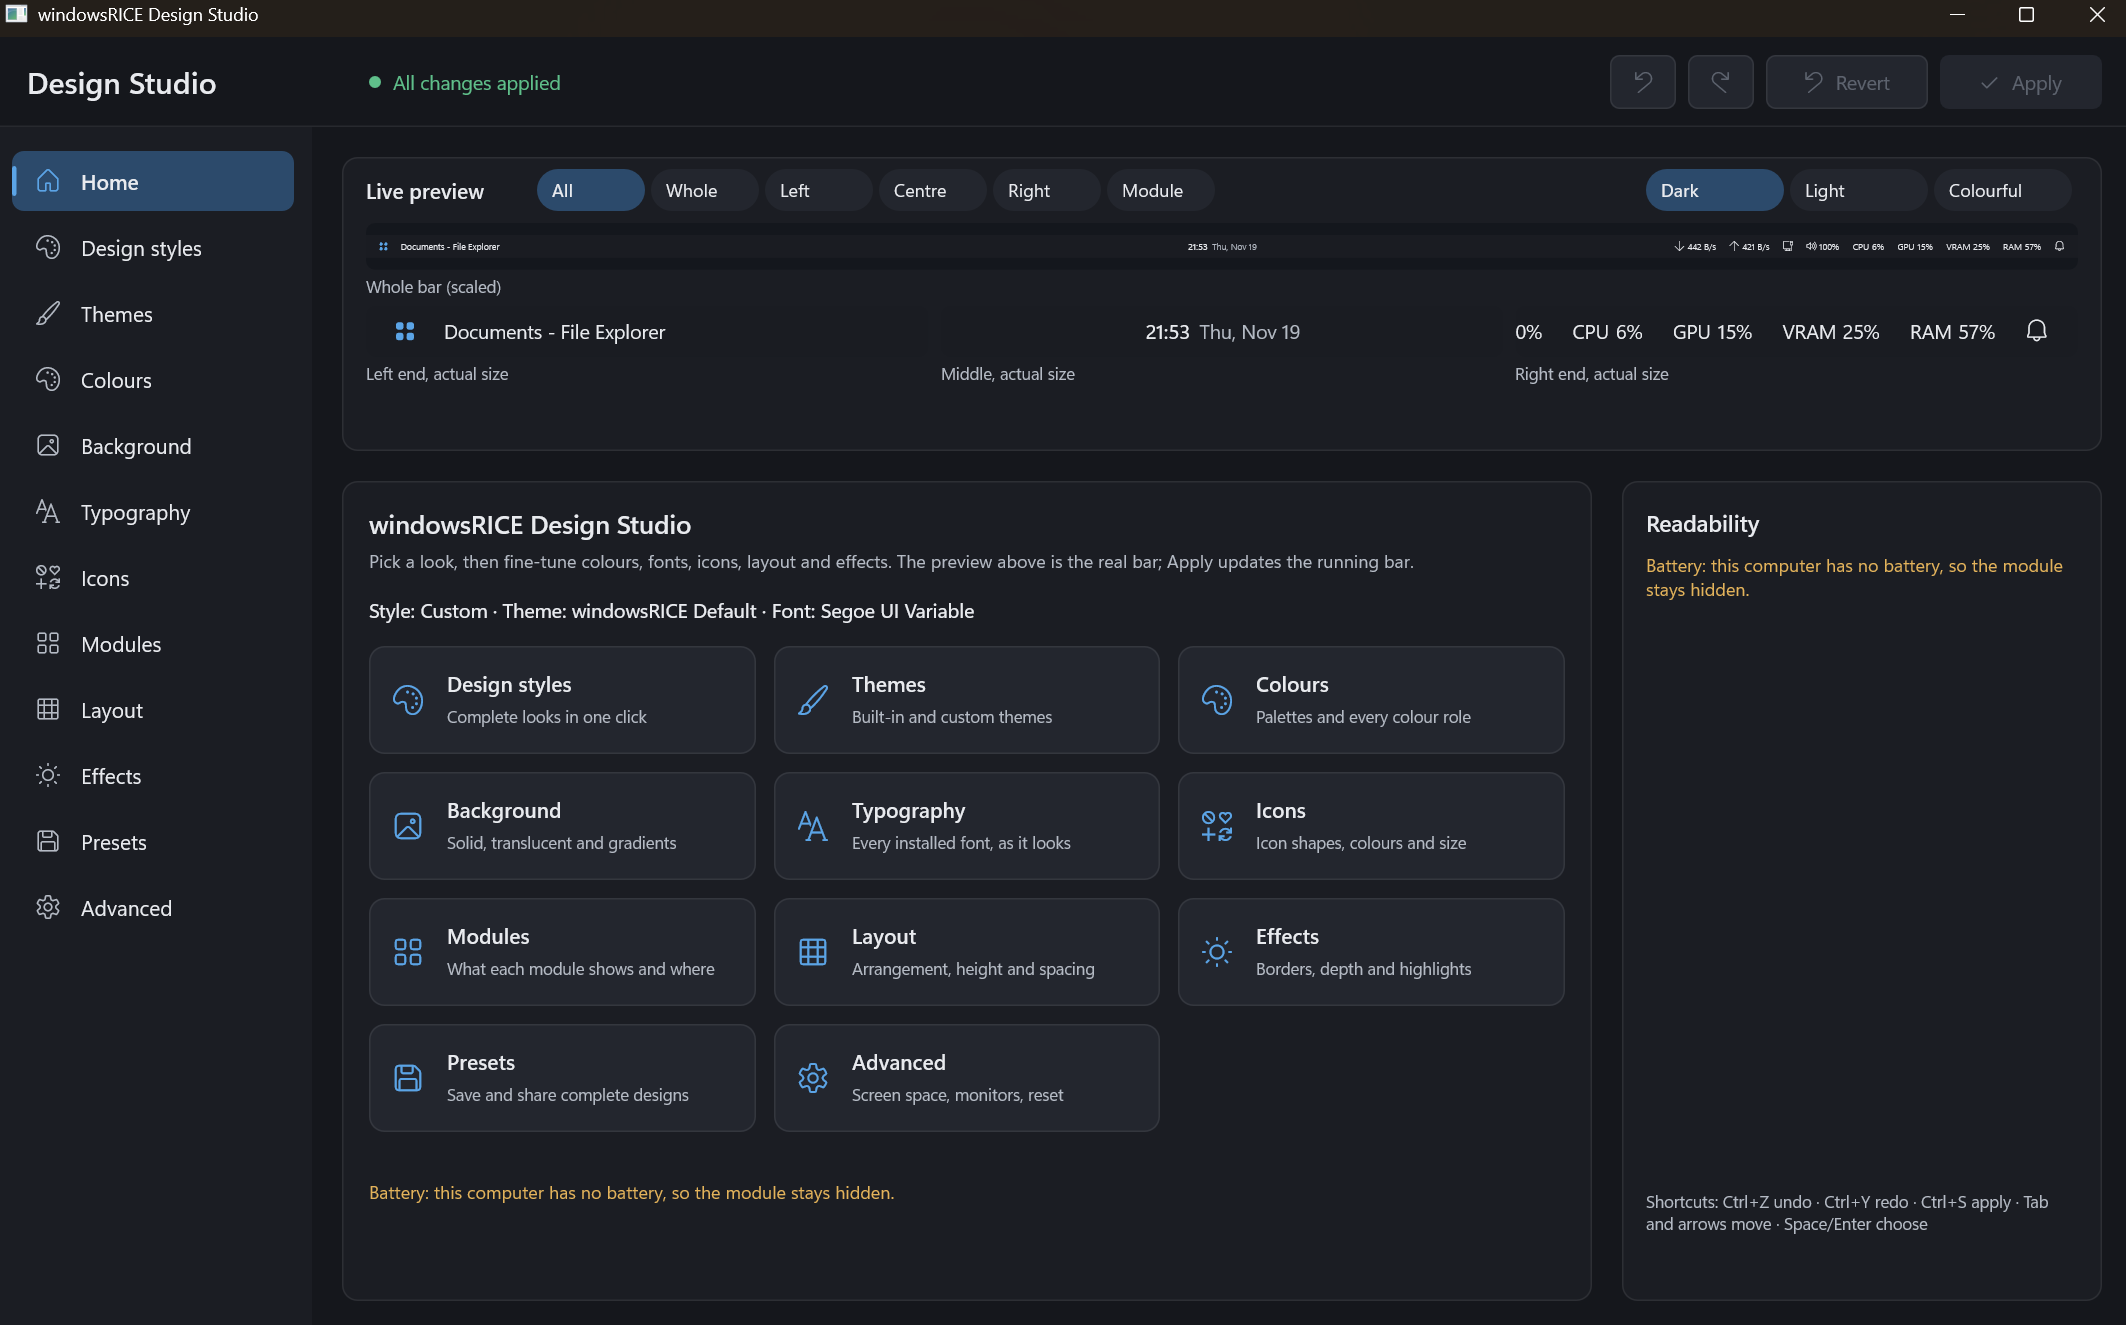 windowsRICE Design Studio
Design Studio
All changes applied
Revert
Apply
Home
Design styles
Themes
Colours
Background
Typography
Icons
Modules
Layout
Effects
Presets
Advanced
Live preview
All
Whole
Left
Centre
Right
Module
Dark
Light
Colourful
Documents - File Explorer
21:53 Thu, Nov 19
442 B/s 421 B/s 100% CPU 6% GPU 15% VRAM 25% RAM 57%
Whole bar (scaled)
Documents - File Explorer
21:53 Thu, Nov 19
0% CPU 6% GPU 15% VRAM 25% RAM 57%
Left end, actual size
Middle, actual size
Right end, actual size
windowsRICE Design Studio
Pick a look, then fine-tune colours, fonts, icons, layout and effects. The preview above is the real bar; Apply updates the running bar.
Style: Custom · Theme: windowsRICE Default · Font: Segoe UI Variable
Design styles
Complete looks in one click
Themes
Built-in and custom themes
Colours
Palettes and every colour role
Background
Solid, translucent and gradients
Typography
Every installed font, as it looks
Icons
Icon shapes, colours and size
Modules
What each module shows and where
Layout
Arrangement, height and spacing
Effects
Borders, depth and highlights
Presets
Save and share complete designs
Advanced
Screen space, monitors, reset
Battery: this computer has no battery, so the module stays hidden.
Readability
Battery: this computer has no battery, so the module
stays hidden.
Shortcuts: Ctrl+Z undo · Ctrl+Y redo · Ctrl+S apply · Tab
and arrows move · Space/Enter choose